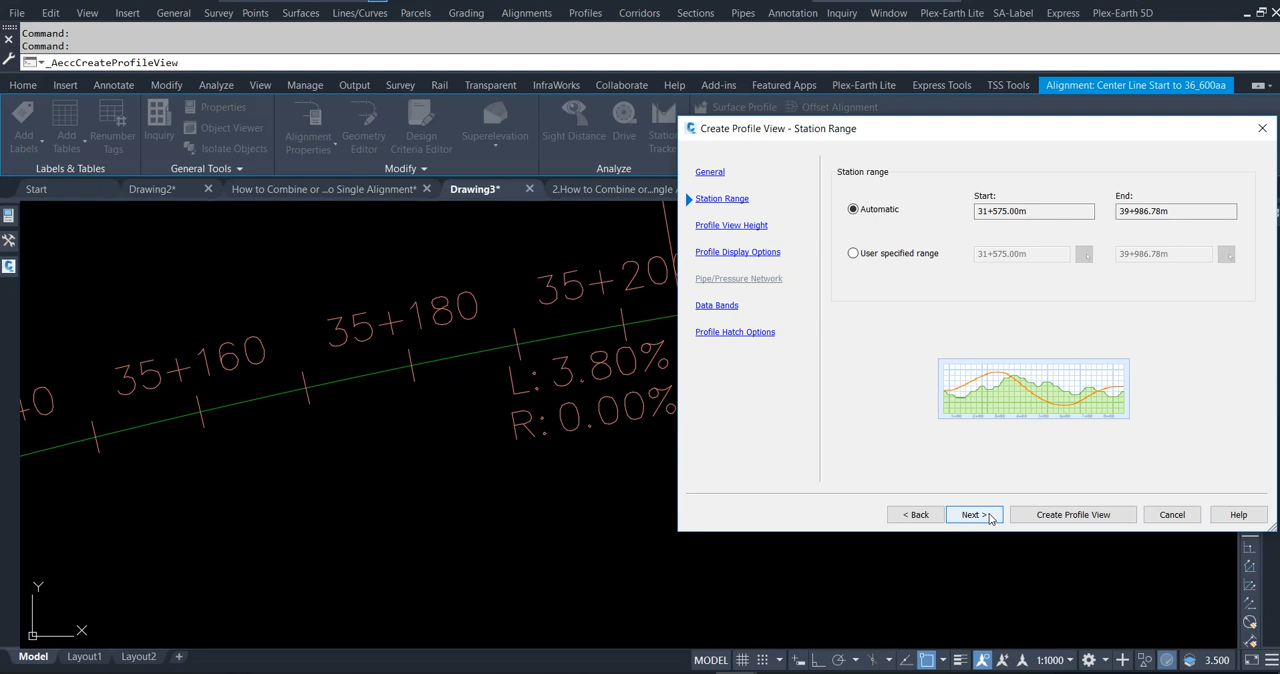 File Edit View Insert General Survey Points Surfaces Lines/Curves Parcels Grading Alignments Profiles Corridors Sections Pipes Annotation Inquiry Window Plex-Earth Lite SA-Label Express Plex-Earth 5D
Command:
Command:
_AeccCreateProfileView
Home Insert Annotate Modify Analyze View Manage Output Survey Rail Transparent InfraWorks Collaborate Help Add-ins Featured Apps Plex-Earth Lite Express Tools TSS Tools Alignment: Center Line Start to 36_600aa
Add Labels
Add Tables
Renumber Tags
Inquiry
Properties
Object Viewer
Isolate Objects
Alignment Properties
Geometry Editor
Design Criteria Editor
Superelevation
Sight Distance
Drive
Surface Profile
Offset Alignment
Labels & Tables
General Tools
Modify
Analyze
Start Drawing2* How to Combine or ...o Single Alignment* Drawing3*
Create Profile View - Station Range
General
Station Range
Profile View Height
Profile Display Options
Pipe/Pressure Network
Data Bands
Profile Hatch Options
Station range
Start: End:
Automatic 31+575.00m 39+986.78m
User specified range 31+575.00m 39+986.78m
< Back Next > Create Profile View Cancel Help
35+160
35+180
L: 3.80%
R: 0.00%
Y
X
Model Layout1 Layout2 +
MODEL 1:1000 3.500